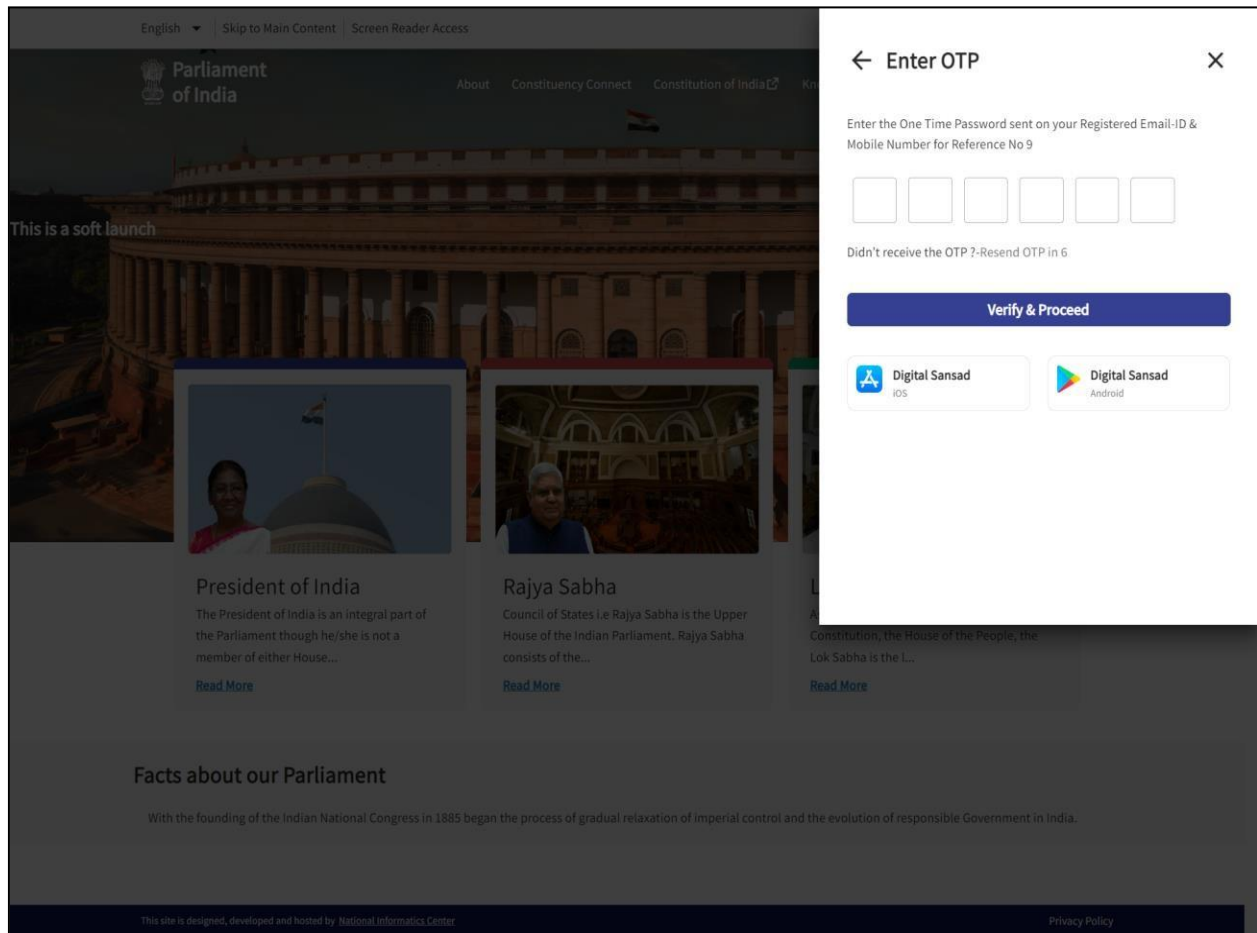 English
Skip to Main Content
Screen Reader Access
Parliament
of India
About
Constituency Connect
Constitution of India
This is a soft launch
Enter OTP
Enter the One Time Password sent on your Registered Email-ID &
Mobile Number for Reference No 9
Didn't receive the OTP ?-Resend OTP in 6
Verify & Proceed
Digital Sansad
iOS
Digital Sansad
Android
President of India
The President of India is an integral part of
the Parliament though he/she is not a
member of either House...
Read More
Rajya Sabha
Council of States i.e Rajya Sabha is the Upper
House of the Indian Parliament. Rajya Sabha
consists of the...
Read More
Constitution, the House of the People, the
Lok Sabha is the l...
Read More
Facts about our Parliament
With the founding of the Indian National Congress in 1885 began the process of gradual relaxation of imperial control and the evolution of responsible Government in India.
This site is designed, developed and hosted by National Informatics Center
Privacy Policy